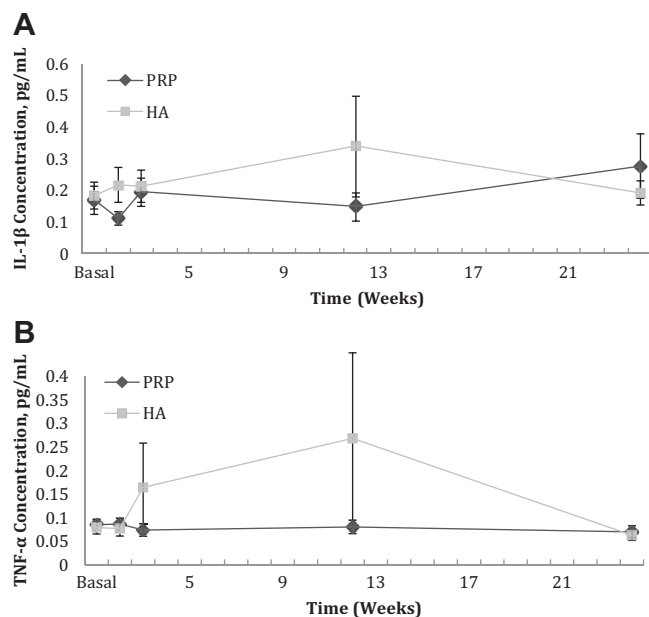 A
IL-1β Concentration, pg/mL
0.6
0.5
0.4
0.3
0.2
0.1
0
PRP
HA
Basal 5 9 13 17 21
Time (Weeks)
B
TNF-α Concentration, pg/mL
0.4
0.35
0.3
0.25
0.2
0.15
0.1
0.05
0
PRP
HA
Basal 5 9 13 17 21
Time (Weeks)